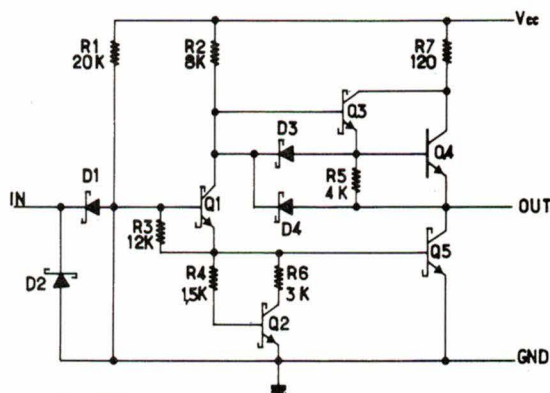 Vcc
R1
20K
R2
8K
R7
120
Q3
D3
Q4
D1
R5
4K
IN
Q1
OUT
R3
12K
D4
D2
R4
1,5K
R6
3K
Q5
Q2
GND